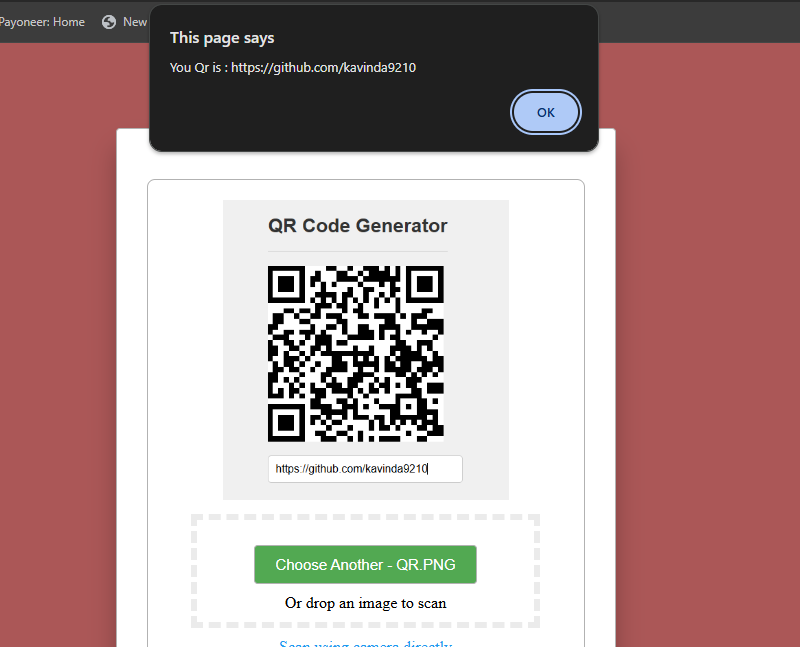 Payoneer: Home
New
This page says
You Qr is : https://github.com/kavinda9210
OK
QR Code Generator
https://github.com/kavinda9210
Choose Another - QR.PNG
Or drop an image to scan
Scan using camera directly